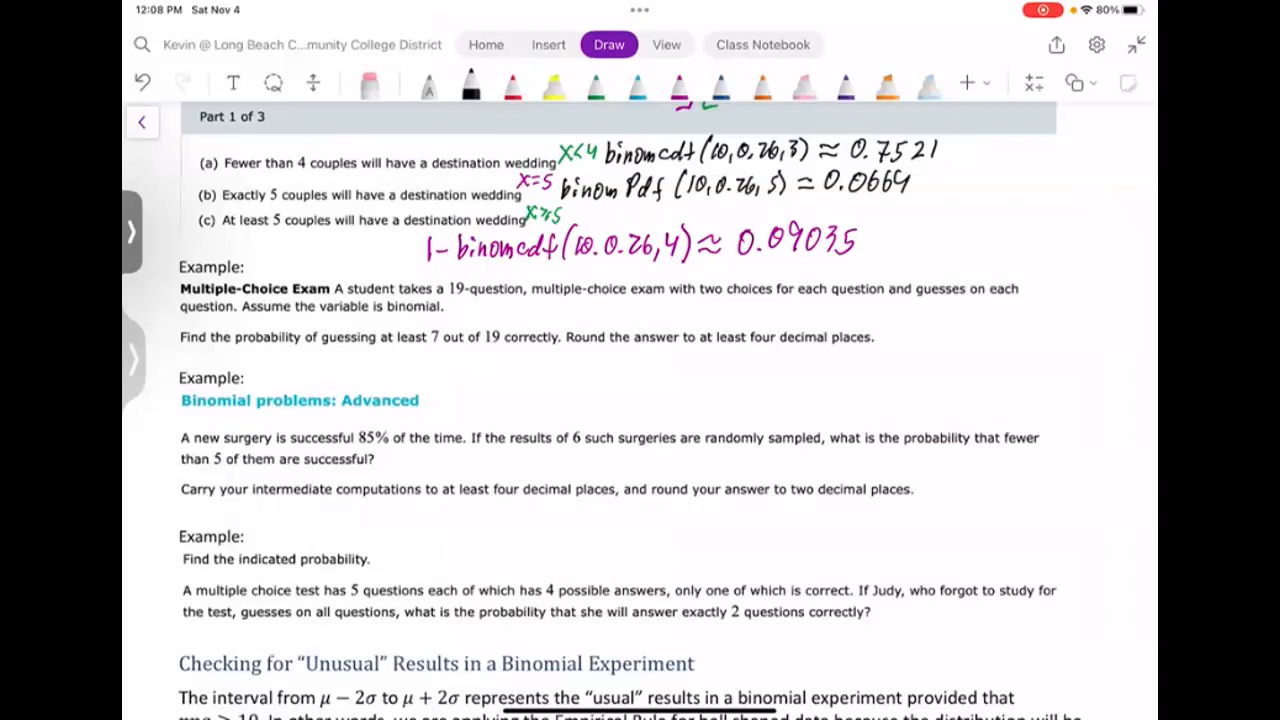 12:08 PM Sat Nov 4
80%
Kevin @ Long Beach C...munity College District Home Insert Draw View Class Notebook
Part 1 of 3
(a) Fewer than 4 couples will have a destination wedding x<4 binomcdf(10,0.26,3) ≈ 0.7521
(b) Exactly 5 couples will have a destination wedding x=5 binom Pdf (10,0.26,5) ≈ 0.0664
(c) At least 5 couples will have a destination wedding x≥5
1- binomcdf(10.0.26,4) ≈ 0.09035
Example:
Multiple-Choice Exam A student takes a 19-question, multiple-choice exam with two choices for each question and guesses on each
question. Assume the variable is binomial.
Find the probability of guessing at least 7 out of 19 correctly. Round the answer to at least four decimal places.
Example:
Binomial problems: Advanced
A new surgery is successful 85% of the time. If the results of 6 such surgeries are randomly sampled, what is the probability that fewer
than 5 of them are successful?
Carry your intermediate computations to at least four decimal places, and round your answer to two decimal places.
Example:
Find the indicated probability.
A multiple choice test has 5 questions each of which has 4 possible answers, only one of which is correct. If Judy, who forgot to study for
the test, guesses on all questions, what is the probability that she will answer exactly 2 questions correctly?
Checking for “Unusual” Results in a Binomial Experiment
The interval from μ − 2σ to μ + 2σ represents the “usual” results in a binomial experiment provided that